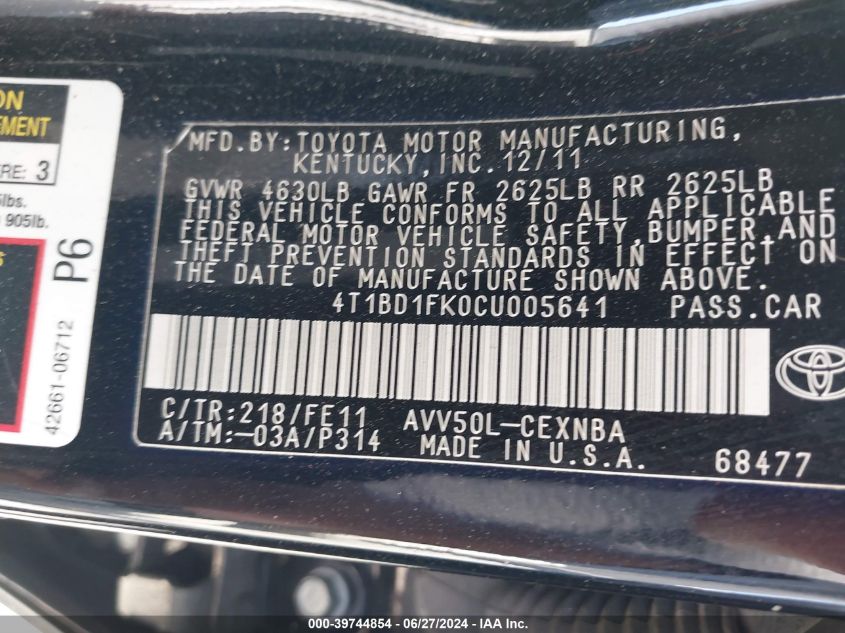 ON
EMENT
RE: 3
lbs.
905lb.
P6
42661-06712
MFD.BY:TOYOTA MOTOR MANUFACTURING,
KENTUCKY,INC.12/11
GVWR 4630LB GAWR FR 2625LB RR 2625LB
THIS VEHICLE CONFORMS TO ALL APPLICABLE
FEDERAL MOTOR VEHICLE SAFETY,BUMPER,AND
THEFT PREVENTION STANDARDS IN EFFECT ON
THE DATE OF MANUFACTURE SHOWN ABOVE.
4T1BD1FK0CU005641 PASS.CAR
C/TR:218/FE11 AVV50L-CEXNBA
A/TM:-03A/P314 MADE IN U.S.A. 68477
000-39744854 - 06/27/2024 - IAAI.COM